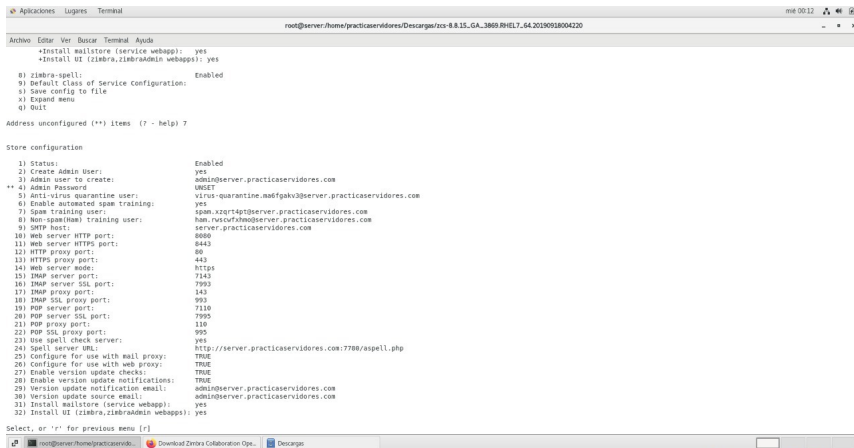 Aplicaciones Lugares Terminal mié 00:12
root@server:/home/practicaservidores/Descargas/zcs-8.8.15_GA_3869.RHEL7_64.20190918004220
Archivo Editar Ver Buscar Terminal Ayuda
+Install mailstore (service webapp): yes
+Install UI (zimbra,zimbraAdmin webapps): yes
8) zimbra-spell: Enabled
9) Default Class of Service Configuration:
s) Save config to file
x) Expand menu
q) Quit
Address unconfigured (**) items (? - help) 7
Store configuration
1) Status: Enabled
2) Create Admin User: yes
3) Admin user to create: admin@server.practicaservidores.com
** 4) Admin Password UNSET
5) Anti-virus quarantine user: virus-quarantine.ma6fgakv3@server.practicaservidores.com
6) Enable automated spam training: yes
7) Spam training user: spam.xzqrt4pt@server.practicaservidores.com
8) Non-spam(Ham) training user: ham.rwscwfxhmo@server.practicaservidores.com
9) SMTP host: server.practicaservidores.com
10) Web server HTTP port: 8080
11) Web server HTTPS port: 8443
12) HTTP proxy port: 80
13) HTTPS proxy port: 443
14) Web server mode: https
15) IMAP server port: 7143
16) IMAP server SSL port: 7993
17) IMAP proxy port: 143
18) IMAP SSL proxy port: 993
19) POP server port: 7110
20) POP server SSL port: 7995
21) POP proxy port: 110
22) POP SSL proxy port: 995
23) Use spell check server: yes
24) Spell server URL: http://server.practicaservidores.com:7780/aspell.php
25) Configure for use with mail proxy: TRUE
26) Configure for use with web proxy: TRUE
27) Enable version update checks: TRUE
28) Enable version update notifications: TRUE
29) Version update notification email: admin@server.practicaservidores.com
30) Version update source email: admin@server.practicaservidores.com
31) Install mailstore (service webapp): yes
32) Install UI (zimbra,zimbraAdmin webapps): yes
Select, or 'r' for previous menu [r]
root@server:/home/practicaservido... Download Zimbra Collaboration Ope... Descargas